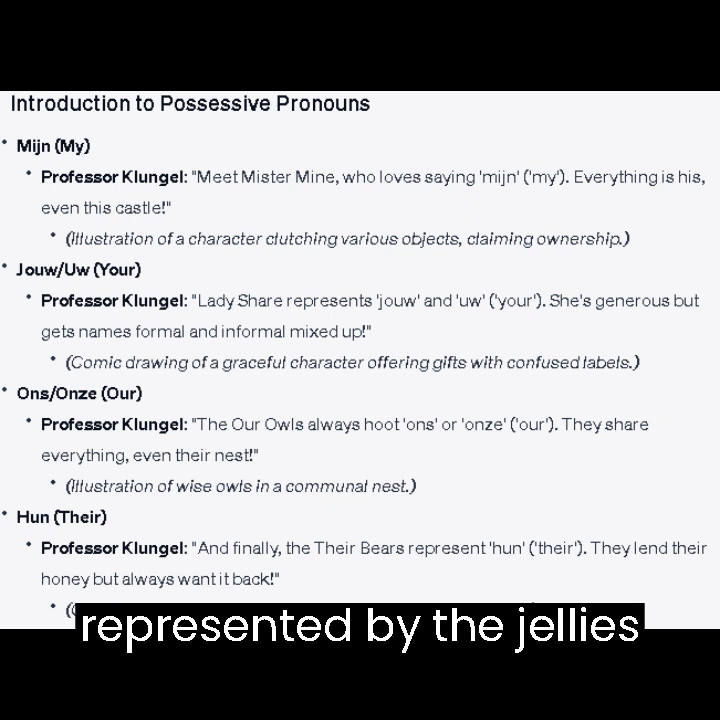 Introduction to Possessive Pronouns
• Mijn (My)
• Professor Klungel: "Meet Mister Mine, who loves saying 'mijn' ('my'). Everything is his,
even this castle!"
• (Illustration of a character clutching various objects, claiming ownership.)
• Jouw/Uw (Your)
• Professor Klungel: "Lady Share represents 'jouw' and 'uw' ('your'). She's generous but
gets names formal and informal mixed up!"
• (Comic drawing of a graceful character offering gifts with confused labels.)
• Ons/Onze (Our)
• Professor Klungel: "The Our Owls always hoot 'ons' or 'onze' ('our'). They share
everything, even their nest!"
• (Illustration of wise owls in a communal nest.)
• Hun (Their)
• Professor Klungel: "And finally, the Their Bears represent 'hun' ('their'). They lend their
honey but always want it back!"
represented by the jellies